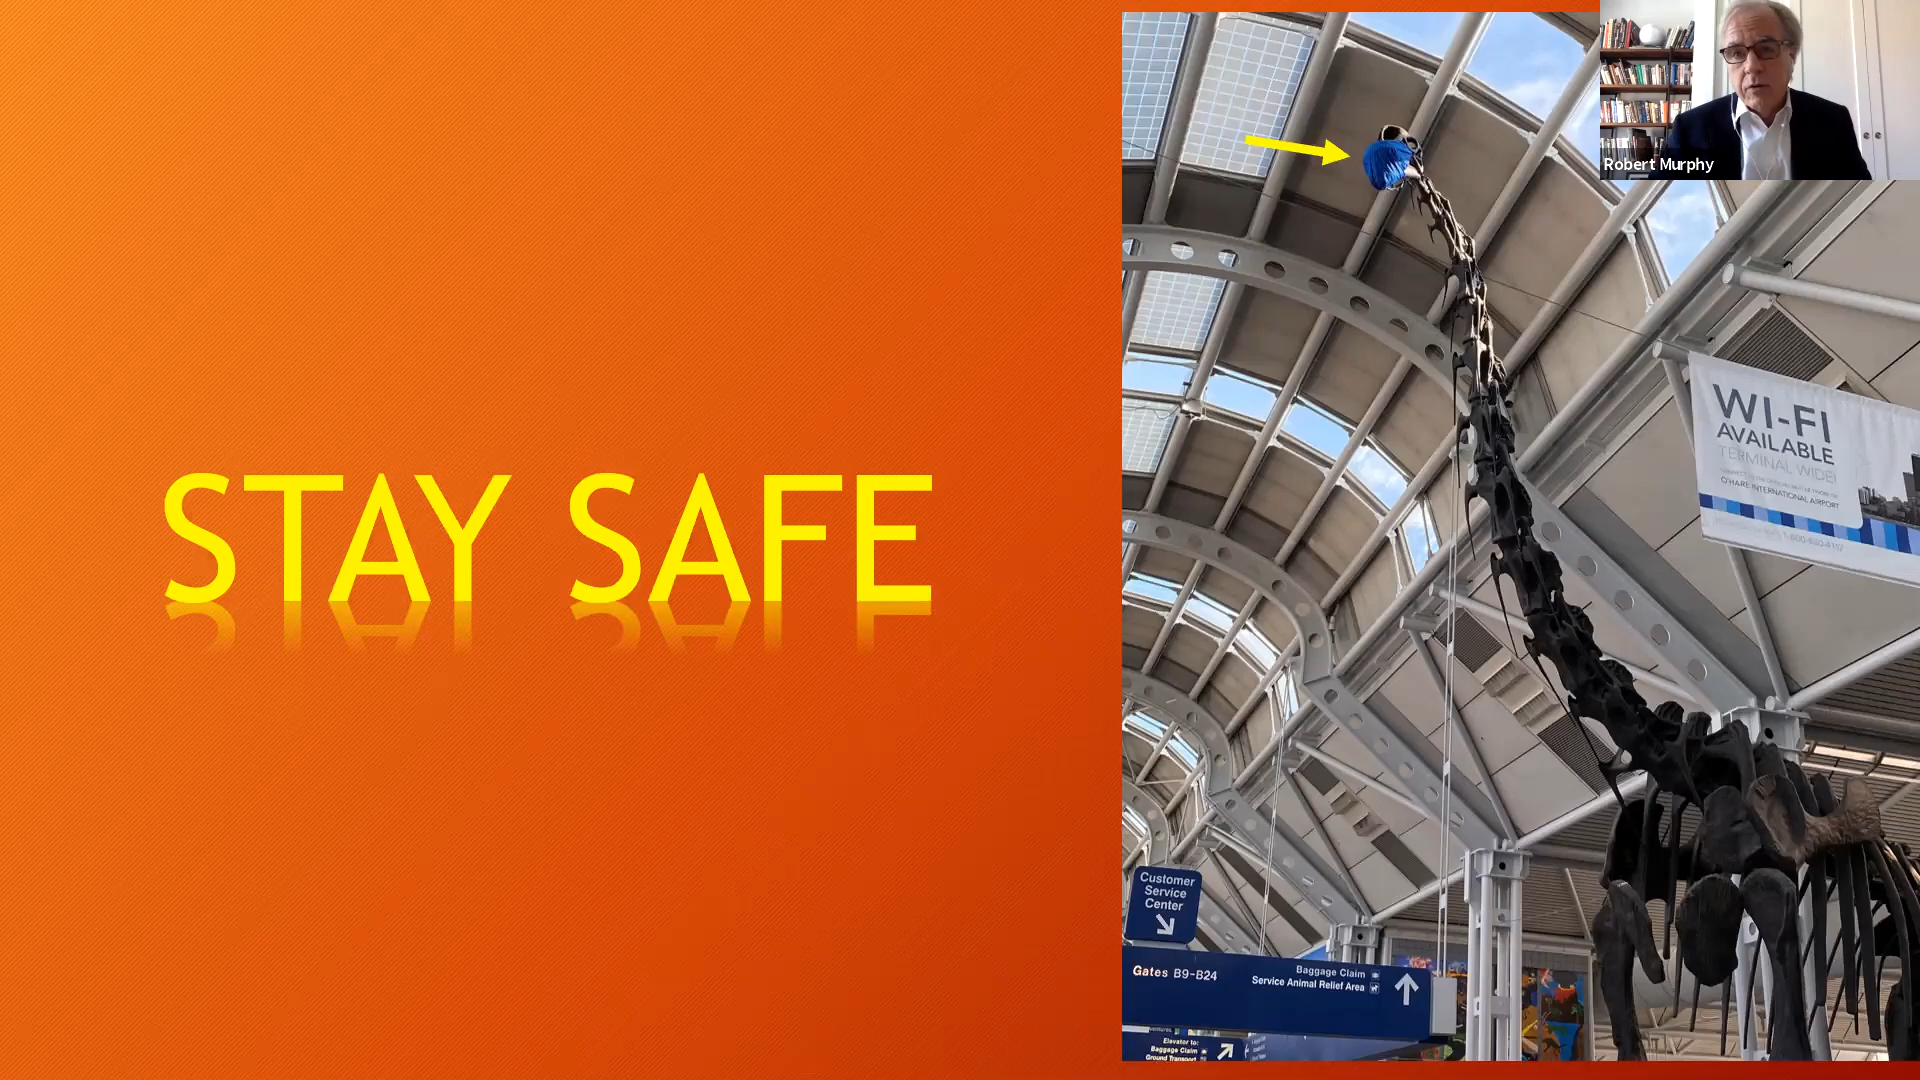 STAY SAFE
Robert Murphy
WI-FI
AVAILABLE
TERMINAL WIDE!
O'HARE INTERNATIONAL AIRPORT
Customer
Service
Center
Gates B9-B24
Baggage Claim
Service Animal Relief Area
Elevator to:
Baggage Claim
Ground Transport